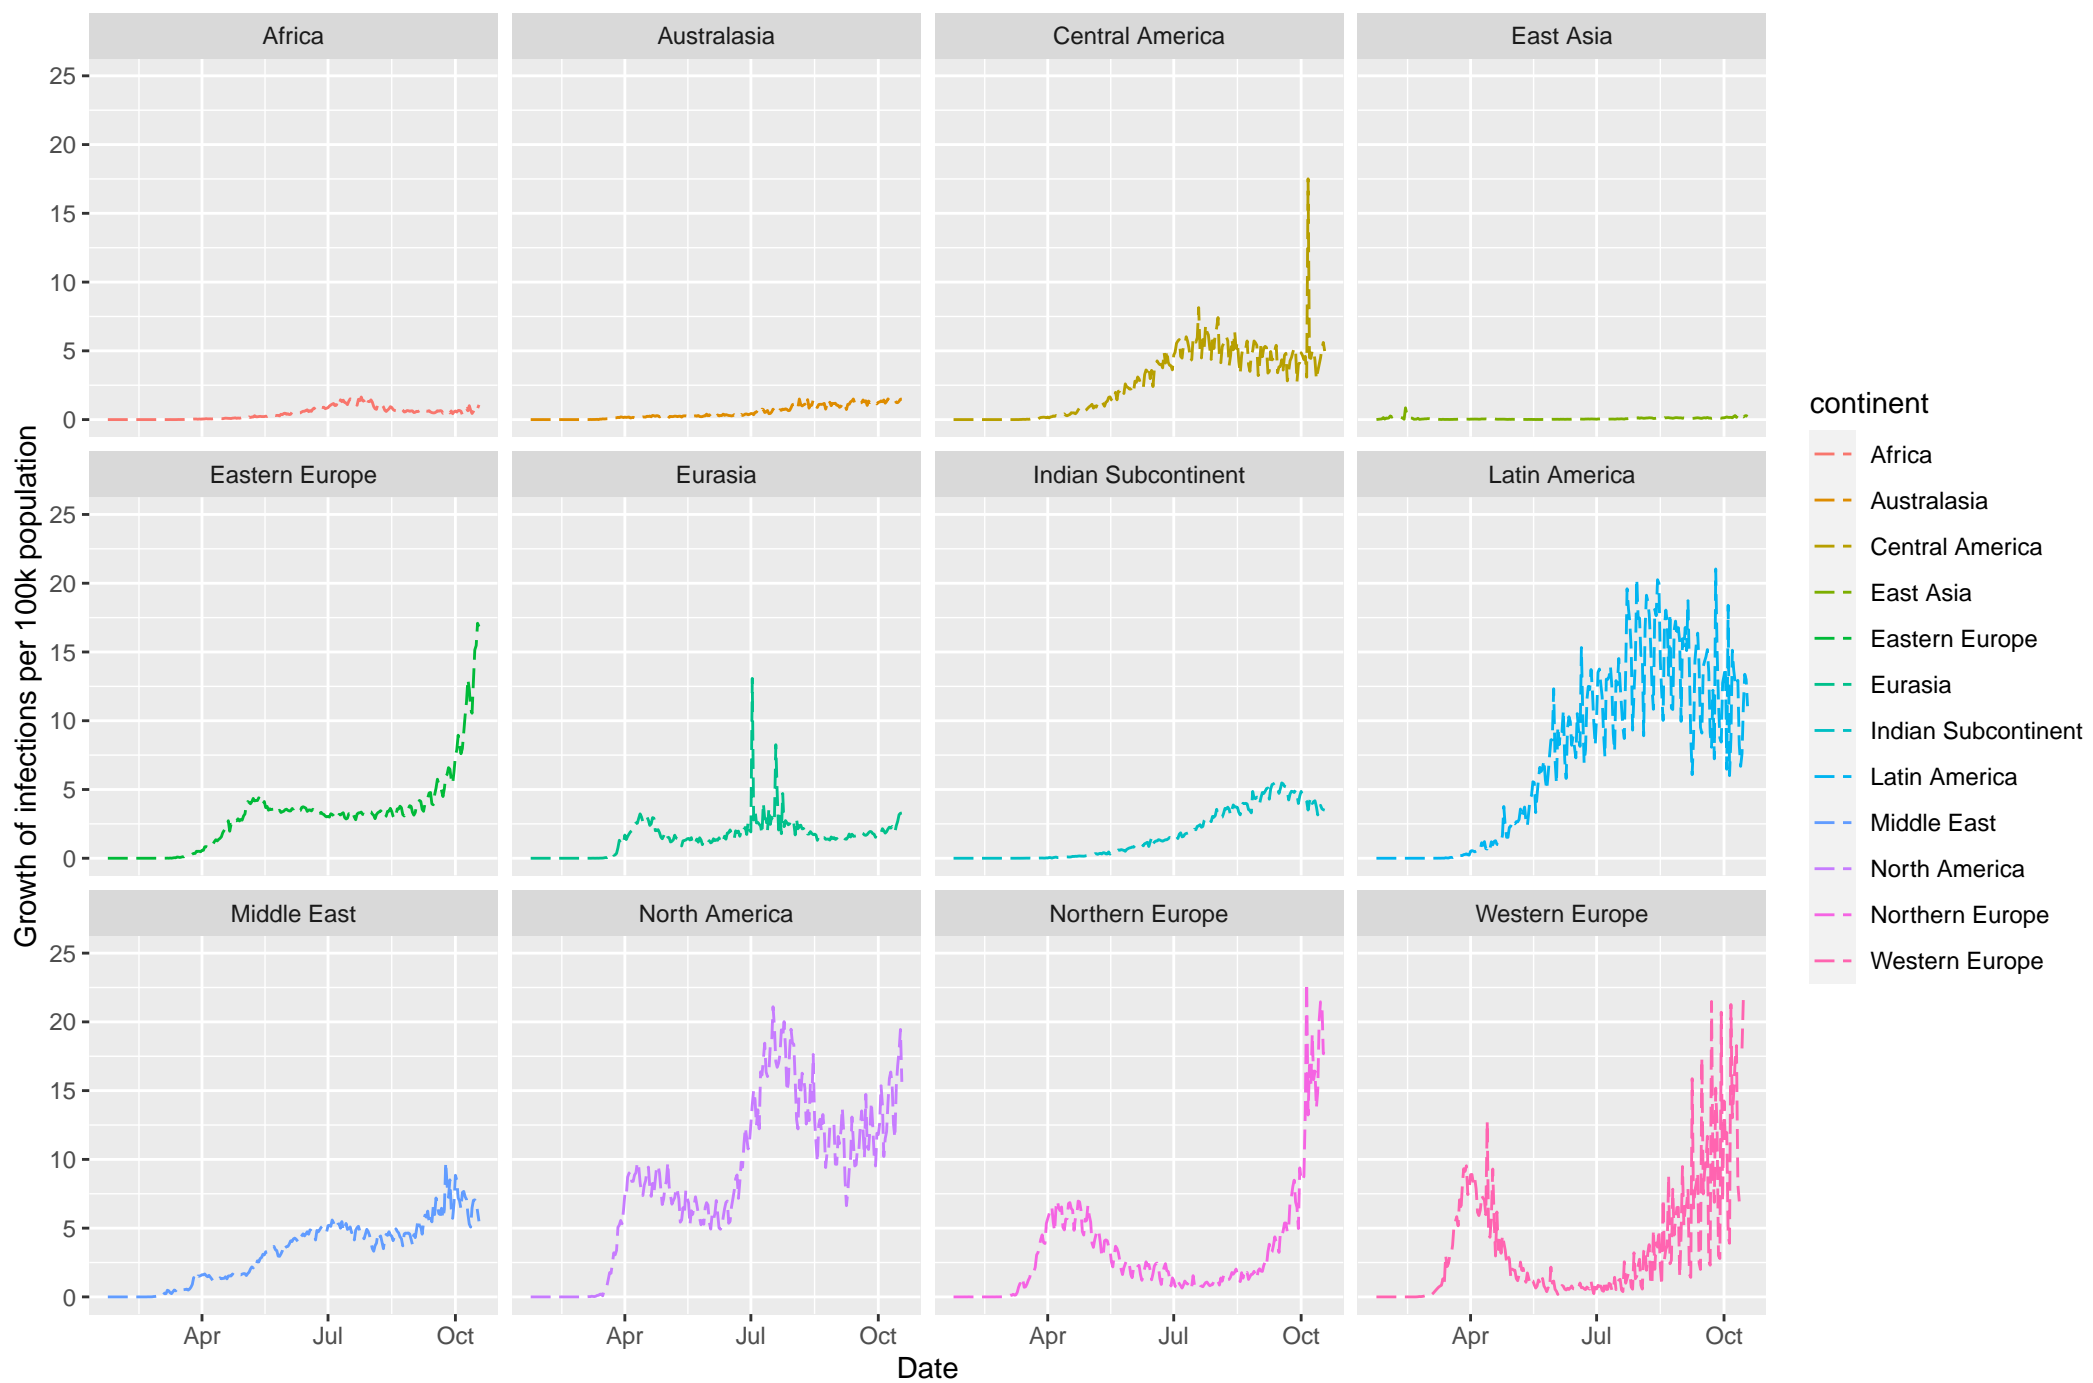 Africa
Australasia
Central America
East Asia
25
20
15
10
5
0
Eastern Europe
Eurasia
Indian Subcontinent
Latin America
25
20
15
10
5
0
Middle East
North America
Northern Europe
Western Europe
25
20
15
10
5
0
Apr
Jul
Oct
Apr
Jul
Oct
Apr
Jul
Oct
Apr
Jul
Oct
Date
Growth of infections per 100k population
continent
Africa
Australasia
Central America
East Asia
Eastern Europe
Eurasia
Indian Subcontinent
Latin America
Middle East
North America
Northern Europe
Western Europe